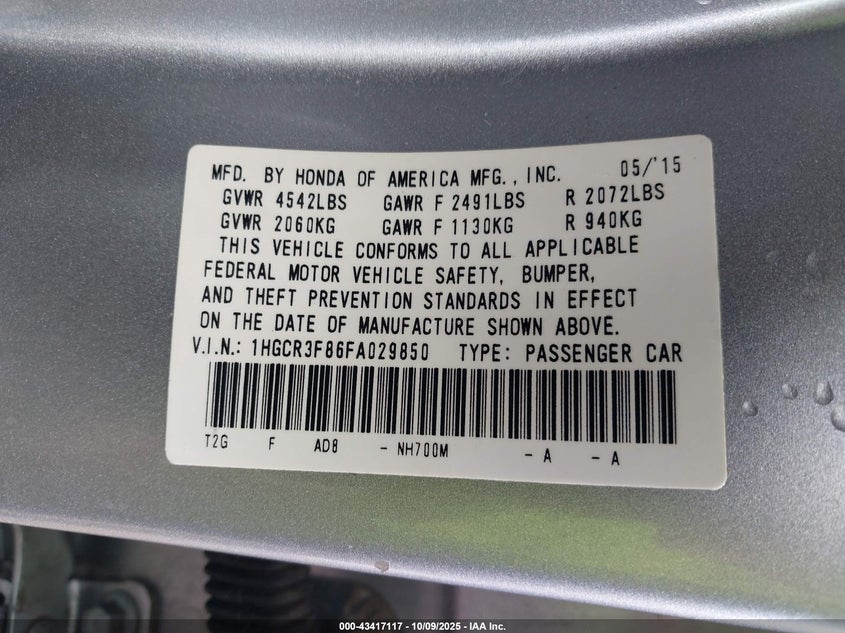 MFD. BY HONDA OF AMERICA MFG., INC. 05/'15
GVWR 4542LBS GAWR F 2491LBS R 2072LBS
GVWR 2060KG GAWR F 1130KG R 940KG
THIS VEHICLE CONFORMS TO ALL APPLICABLE
FEDERAL MOTOR VEHICLE SAFETY, BUMPER,
AND THEFT PREVENTION STANDARDS IN EFFECT
ON THE DATE OF MANUFACTURE SHOWN ABOVE.
V.I.N.: 1HGCR3F86FA029850 TYPE: PASSENGER CAR
T2G F AD8 - NH700M - A - A
000-43417117 - 10/09/2025 - IAA Inc.